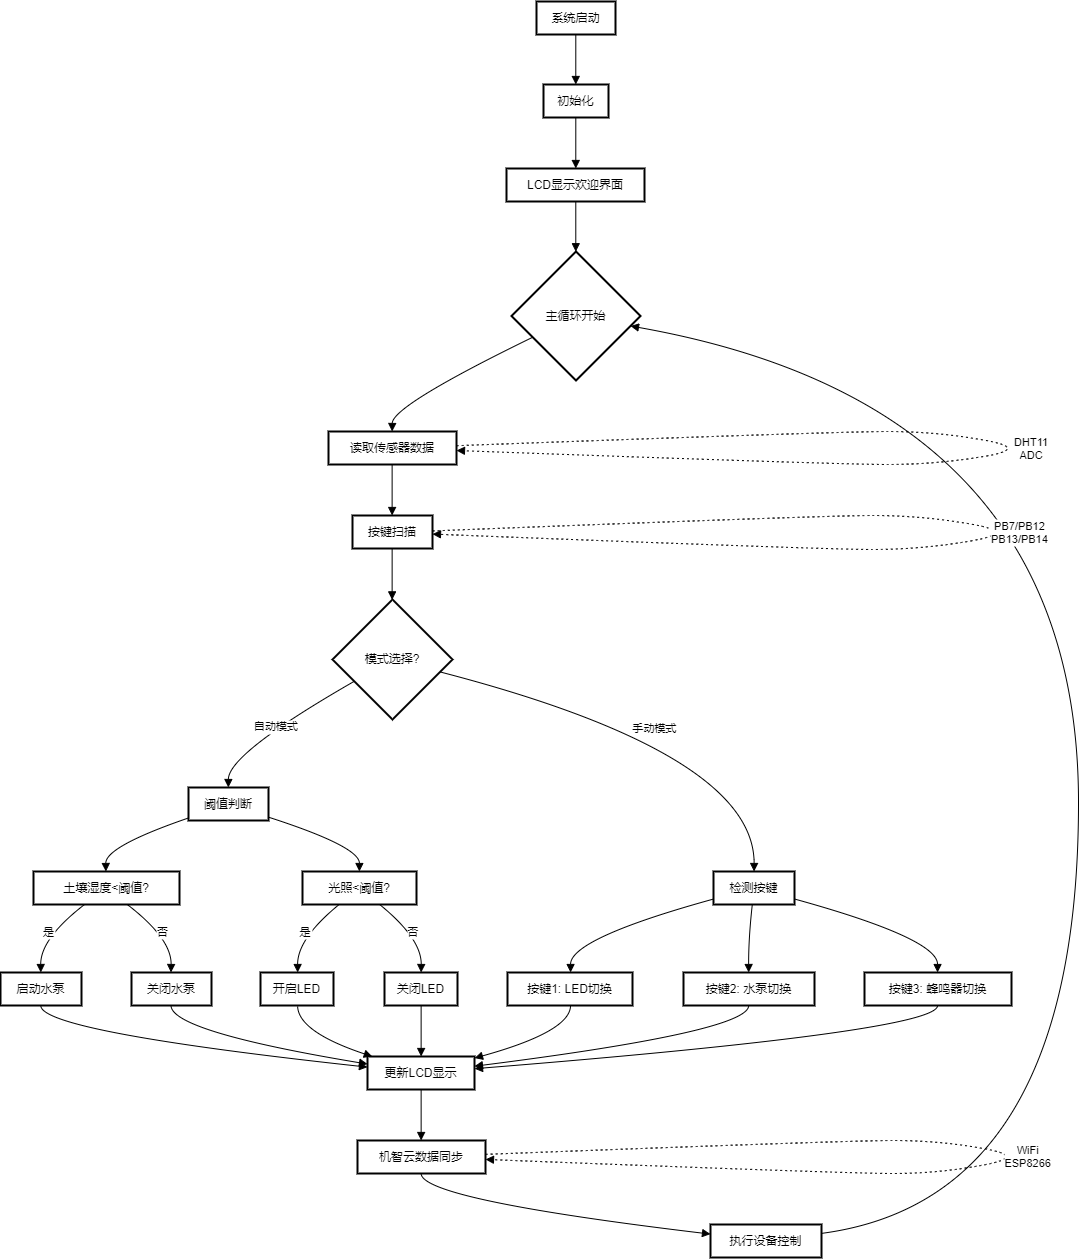 系统启动
初始化
LCD显示欢迎界面
主循环开始
读取传感器数据
DHT11
ADC
按键扫描
PB7/PB12
PB13/PB14
模式选择?
自动模式
手动模式
阈值判断
土壤湿度<阈值?
光照<阈值?
检测按键
是
否
是
否
启动水泵
关闭水泵
开启LED
关闭LED
按键1: LED切换
按键2: 水泵切换
按键3: 蜂鸣器切换
更新LCD显示
机智云数据同步
WiFi
ESP8266
执行设备控制